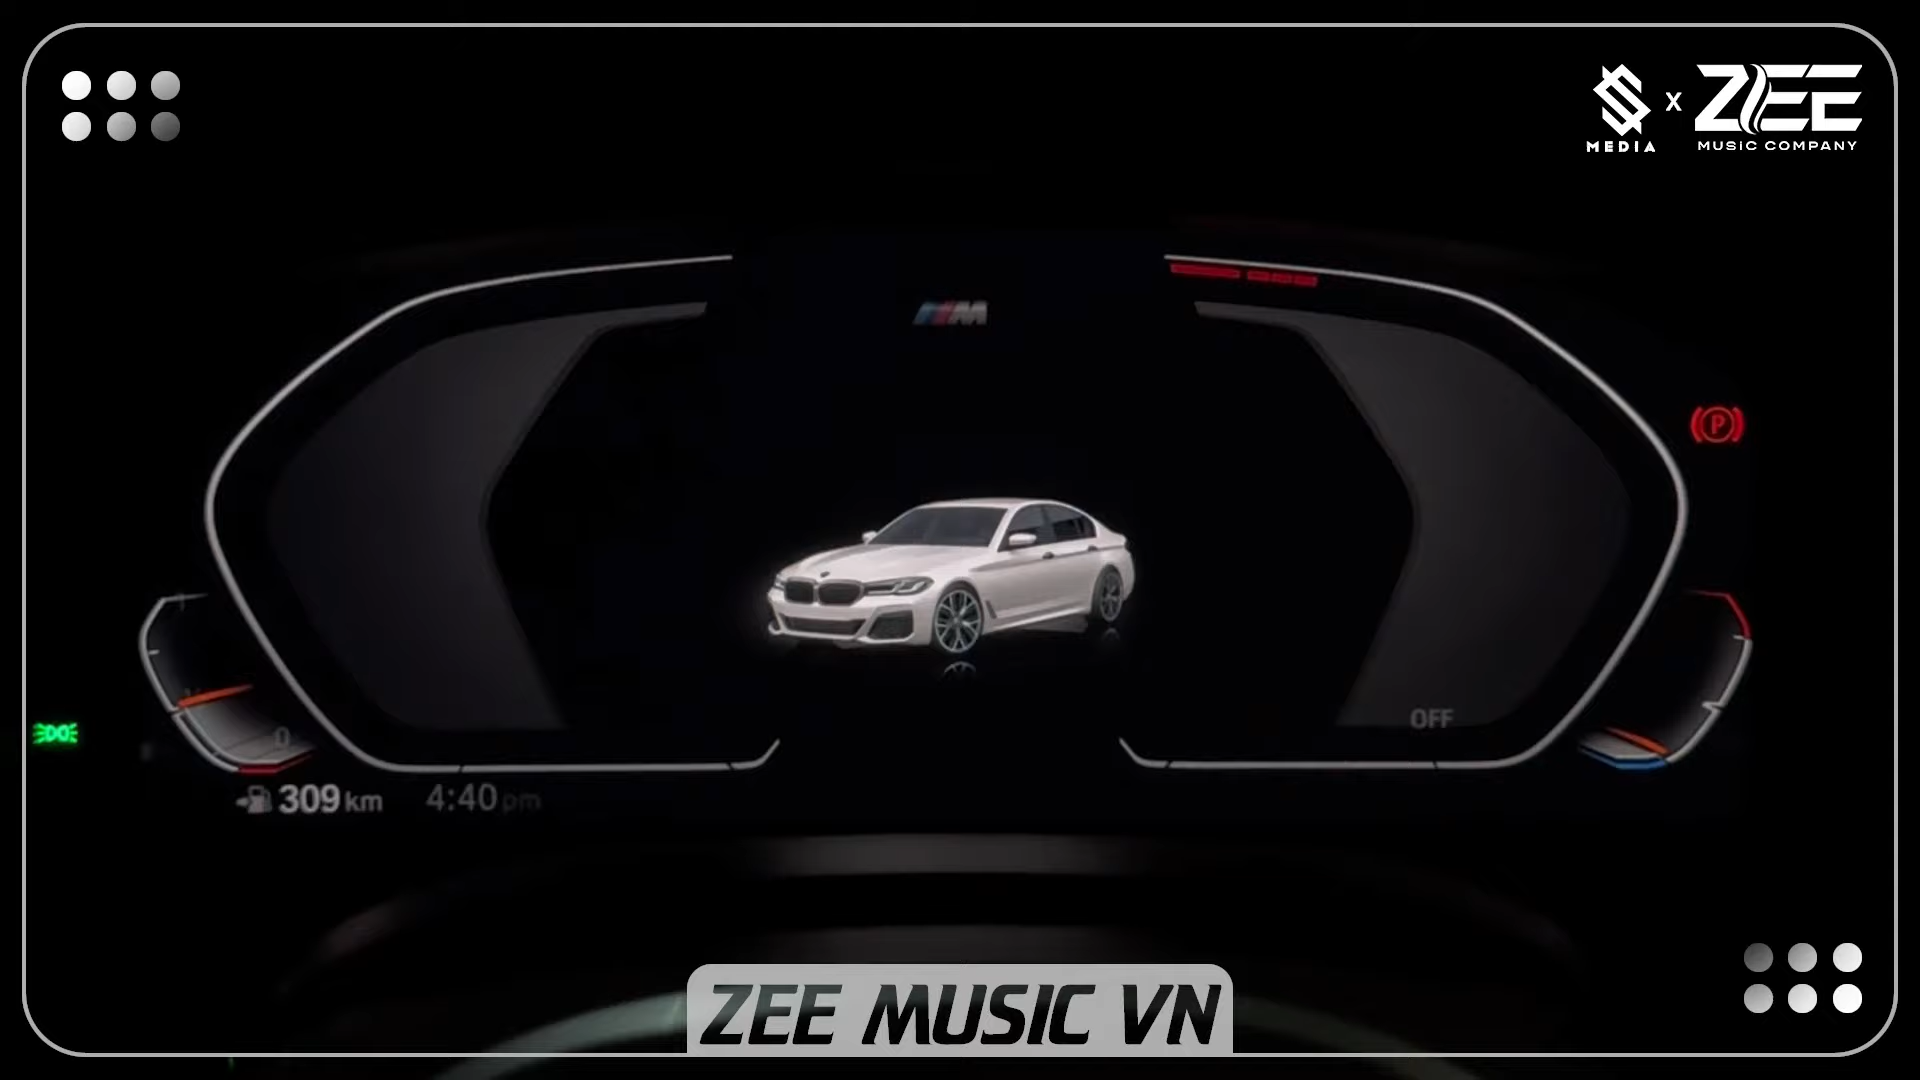 MEDIA
X
ZEE
MUSIC COMPANY
M
P
OFF
0
309 km
4:40 pm
ZEE MUSIC VN